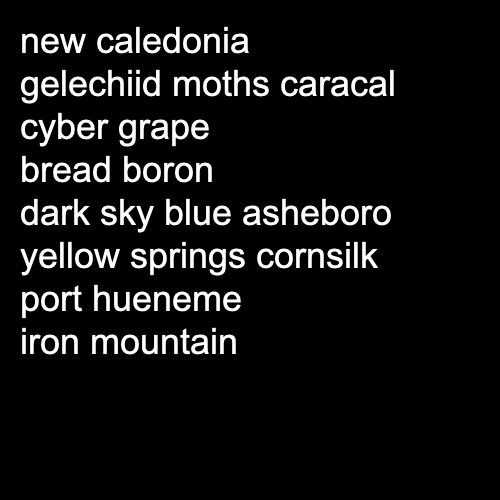 new caledonia
gelechiid moths caracal
cyber grape
bread boron
dark sky blue asheboro
yellow springs cornsilk
port hueneme
iron mountain